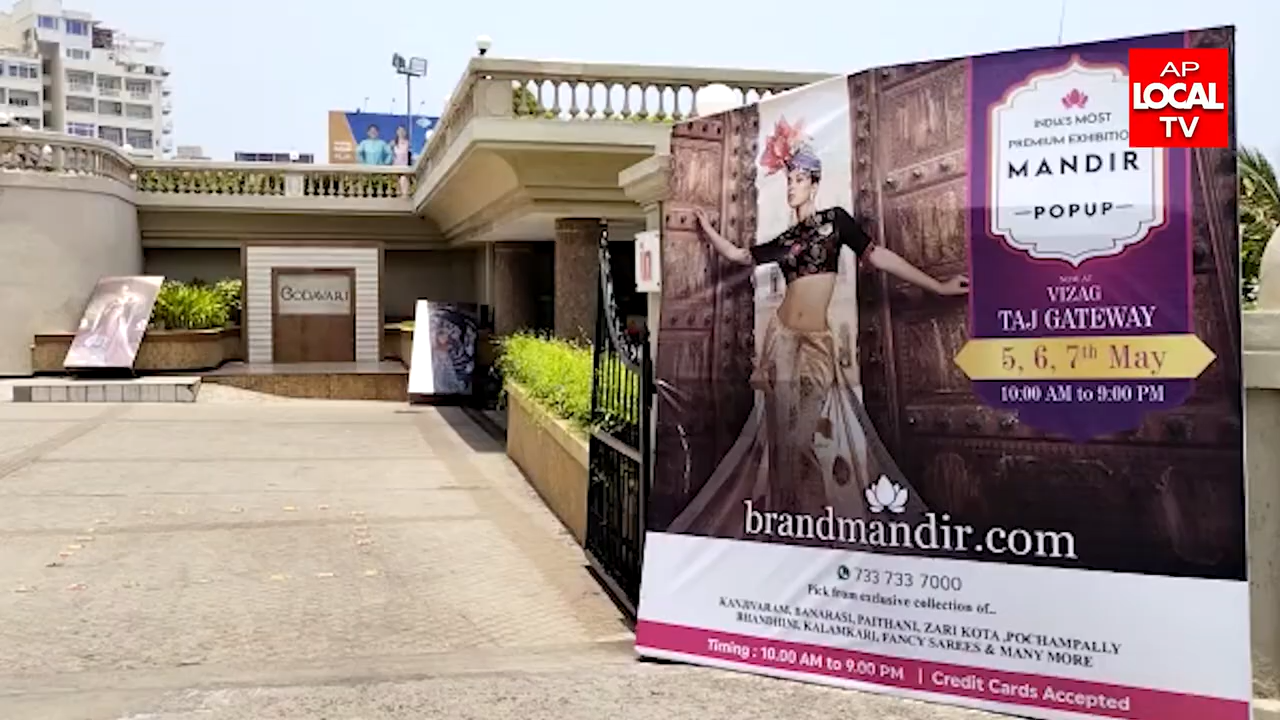 AP
LOCAL
TV
INDIA'S MOST
PREMIUM EXHIBITIO
MANDIR
POPUP
NOW AT
VIZAG
TAJ GATEWAY
5, 6, 7th May
10:00 AM to 9:00 PM
GODAVARI
brandmandir.com
733 733 7000
Pick from exclusive collection of..
KANJIVARAM, BANARASI, PAITHANI, ZARI KOTA ,POCHAMPALLY
BHANDHINI, KALAMKARI, FANCY SAREES & MANY MORE
Timing : 10.00 AM to 9.00 PM | Credit Cards Accepted